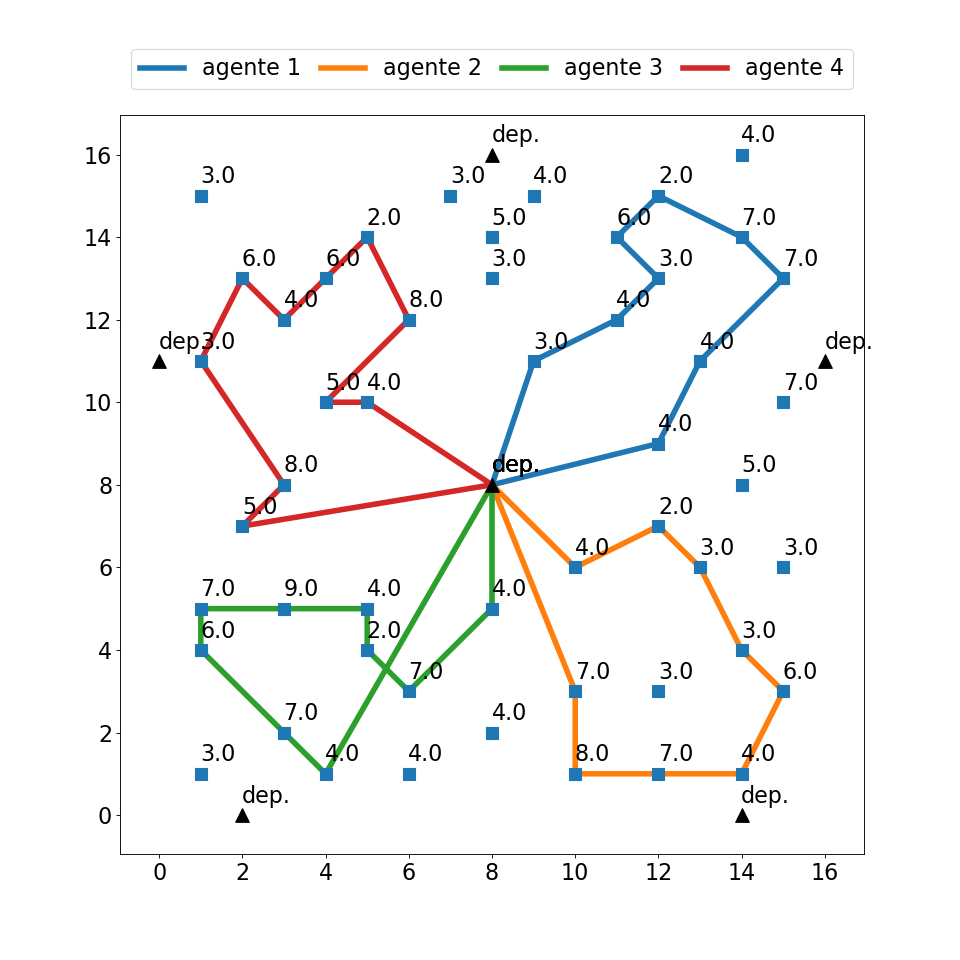 agente 1 agente 2 agente 3 agente 4
dep. 4.0
16
3.0 3.0 4.0 2.0
2.0 5.0 6.0 7.0
14
6.0 6.0 3.0 3.0 7.0
4.0 8.0 4.0
12
dep. 3.0 3.0 4.0 dep.
5.0 4.0 7.0
10
4.0
8.0 dep. 5.0
8
5.0 2.0
4.0 3.0 3.0
6
7.0 9.0 4.0 4.0
6.0 2.0 3.0
4
7.0 7.0 3.0 6.0
7.0 4.0
2
3.0 4.0 4.0 8.0 7.0 4.0
dep. dep.
0
0 2 4 6 8 10 12 14 16